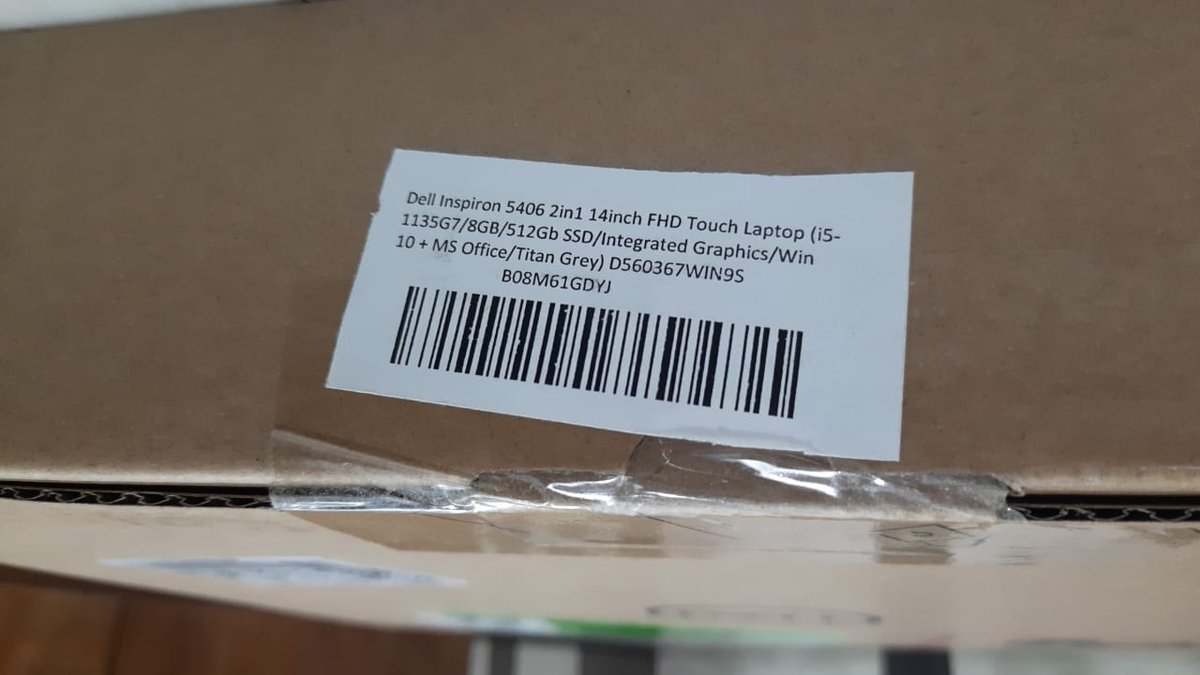 Dell Inspiron 5406 2in1 14inch FHD Touch Laptop (i5-
1135G7/8GB/512Gb SSD/Integrated Graphics/Win
10 + MS Office/Titan Grey) D560367WIN9S
B08M61GDYJ